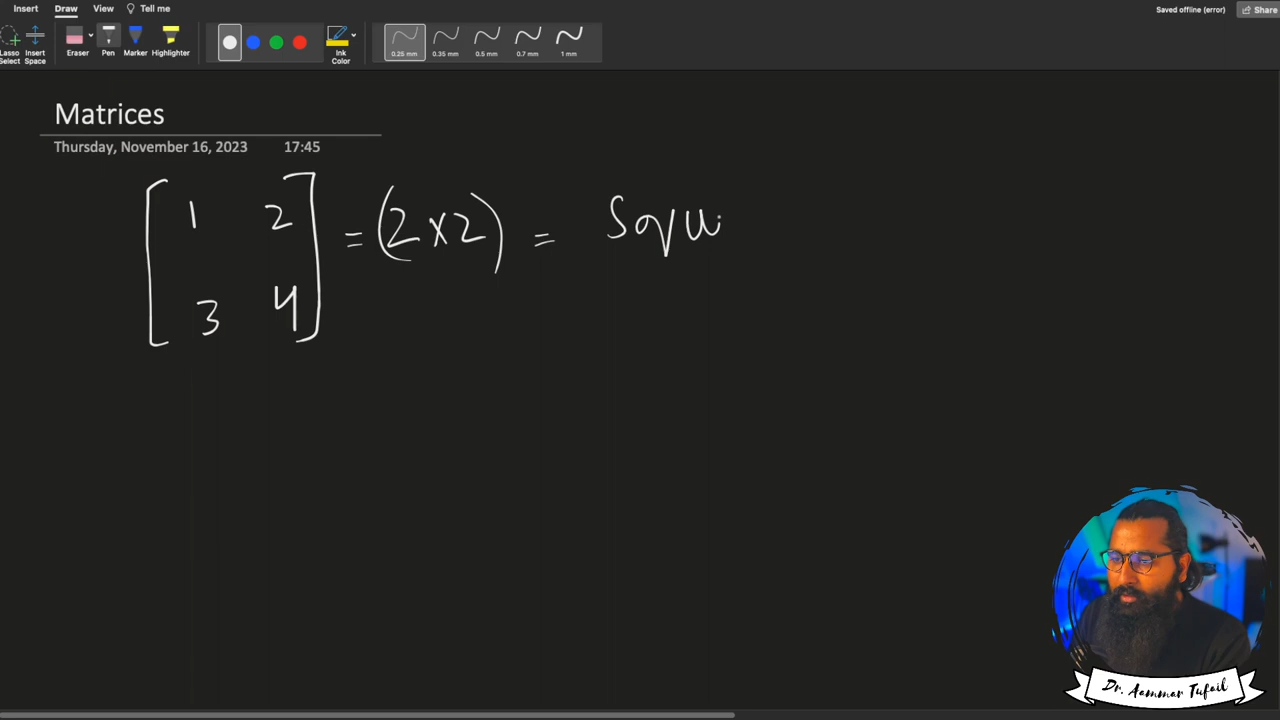 Insert Draw View Tell me
Saved offline (error) Share
Lasso Select
Insert Space
Eraser
Pen
Marker
Highlighter
Ink Color
0.25 mm 0.35 mm 0.5 mm 0.7 mm 1 mm
Matrices
Thursday, November 16, 2023 17:45
[1 2
3 4] = (2×2) = Squ
Dr. Aammar Tufail